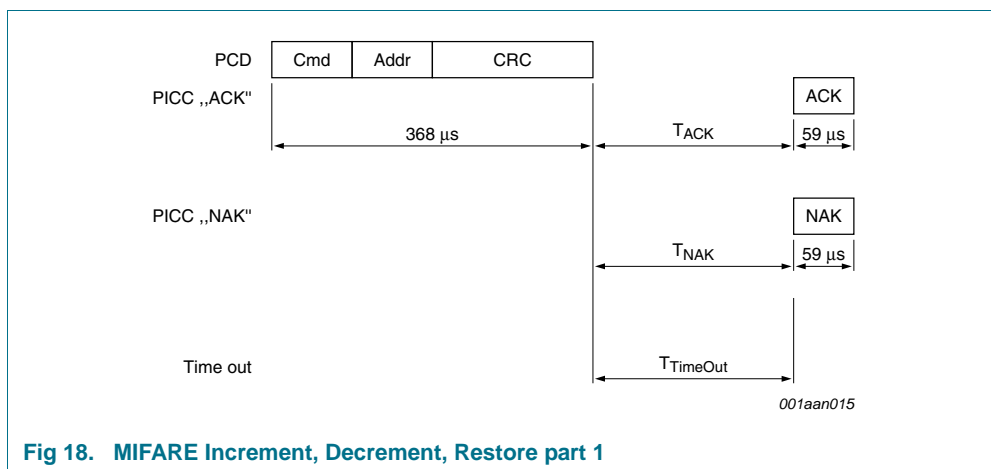 PCD Cmd Addr CRC
PICC ,,ACK" ACK
368 µs TACK 59 µs
PICC ,,NAK" NAK
TNAK 59 µs
Time out TTimeOut
001aan015
Fig 18. MIFARE Increment, Decrement, Restore part 1